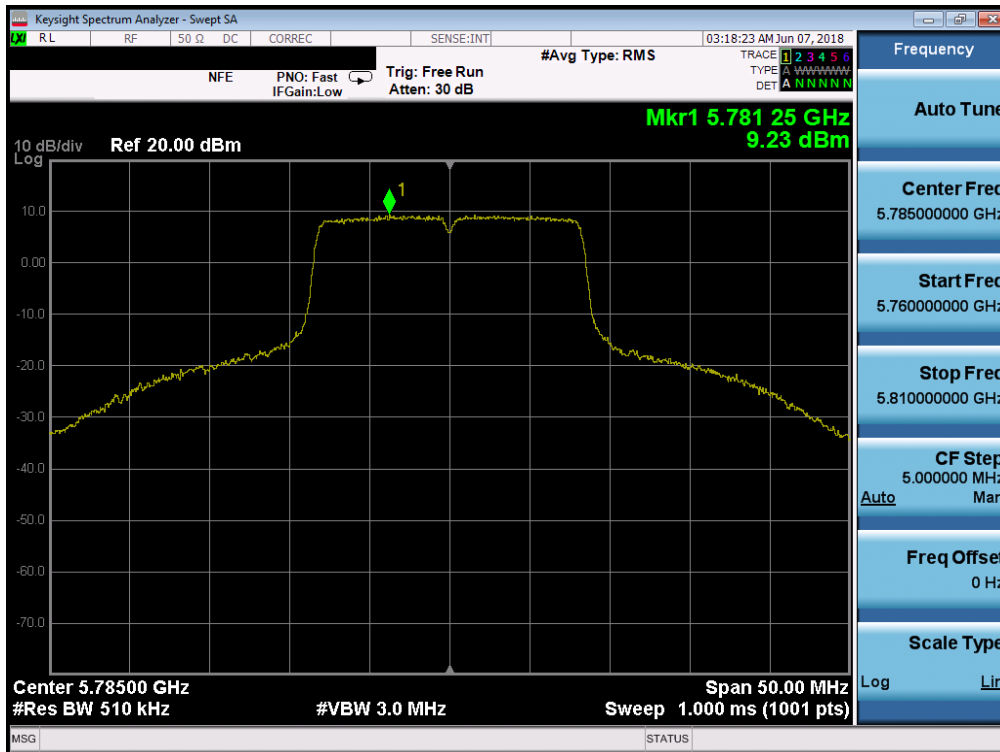 Keysight Spectrum Analyzer - Swept SA
LXI RL RF 50 Ω DC CORREC SENSE:INT 03:18:23 AM Jun 07, 2018
NFE PNO: Fast Trig: Free Run #Avg Type: RMS TRACE 1 2 3 4 5 6
IFGain:Low Atten: 30 dB TYPE A WWWWW
DET A N N N N N
Mkr1 5.781 25 GHz
9.23 dBm
10 dB/div Ref 20.00 dBm
Log
1
10.0
0.00
-10.0
-20.0
-30.0
-40.0
-50.0
-60.0
-70.0
Center 5.78500 GHz Span 50.00 MHz
#Res BW 510 kHz #VBW 3.0 MHz Sweep 1.000 ms (1001 pts)
MSG STATUS
Frequency
Auto Tune
Center Freq
5.785000000 GHz
Start Freq
5.760000000 GHz
Stop Freq
5.810000000 GHz
CF Step
5.000000 MHz
Auto Man
Freq Offset
0 Hz
Scale Type
Log Lin